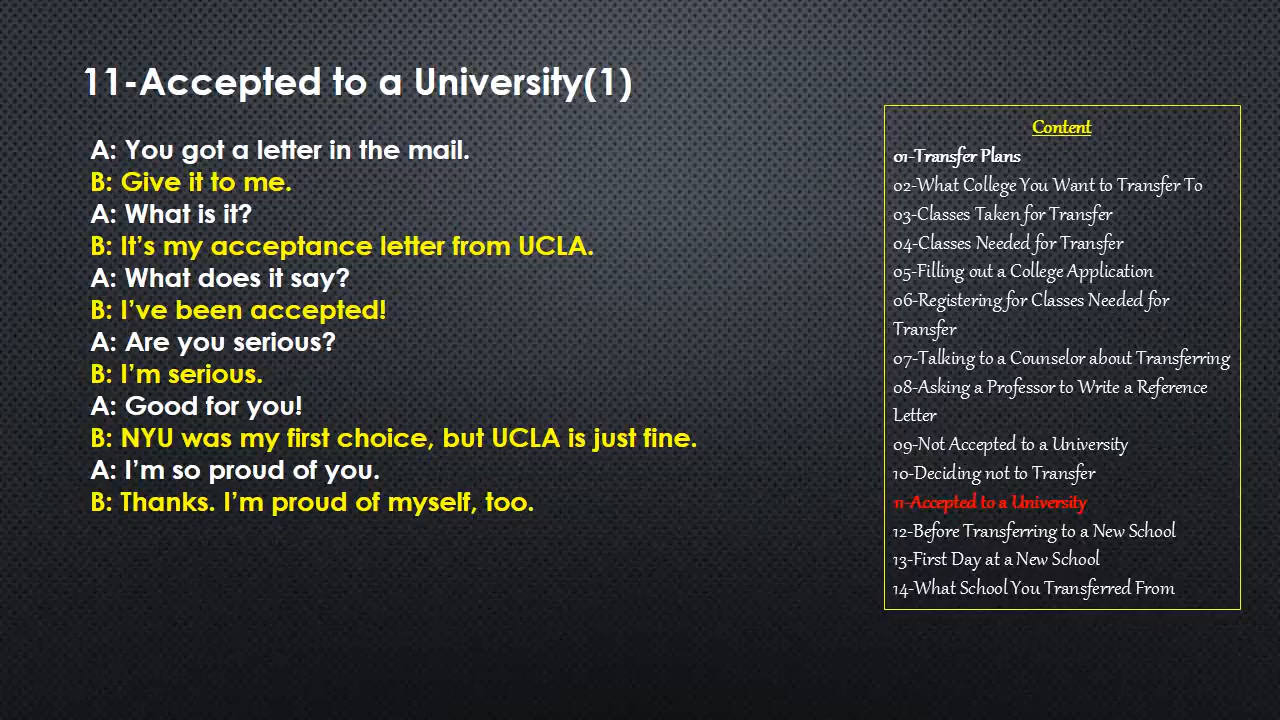 11-Accepted to a University(1)
A: You got a letter in the mail.
B: Give it to me.
A: What is it?
B: It’s my acceptance letter from UCLA.
A: What does it say?
B: I’ve been accepted!
A: Are you serious?
B: I’m serious.
A: Good for you!
B: NYU was my first choice, but UCLA is just fine.
A: I’m so proud of you.
B: Thanks. I’m proud of myself, too.
Content
01-Transfer Plans
02-What College You Want to Transfer To
03-Classes Taken for Transfer
04-Classes Needed for Transfer
05-Filling out a College Application
06-Registering for Classes Needed for
Transfer
07-Talking to a Counselor about Transferring
08-Asking a Professor to Write a Reference
Letter
09-Not Accepted to a University
10-Deciding not to Transfer
11-Accepted to a University
12-Before Transferring to a New School
13-First Day at a New School
14-What School You Transferred From